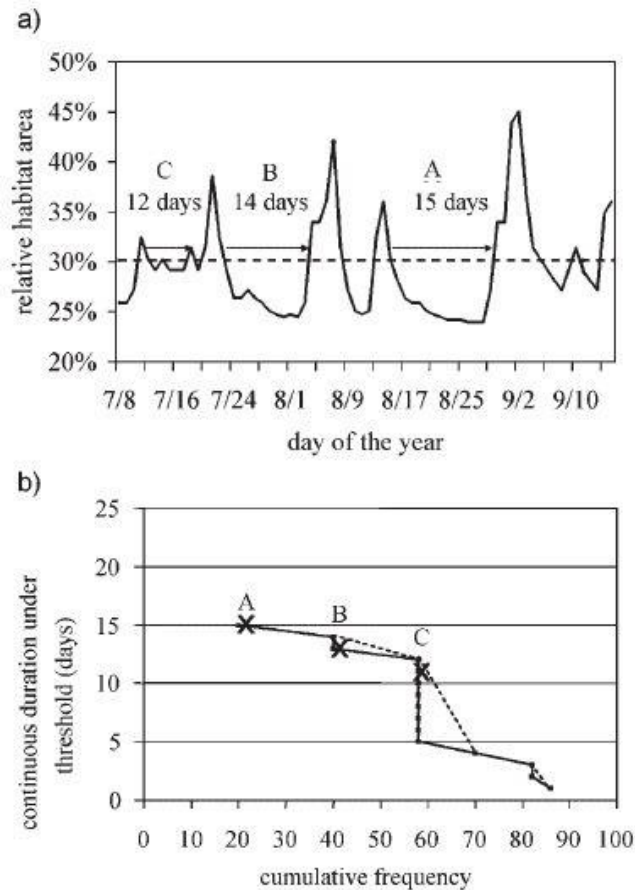 a)
50%
45%
40%
35%
30%
25%
20%
relative habitat area
C
12 days
B
14 days
A
15 days
7/8 7/16 7/24 8/1 8/9 8/17 8/25 9/2 9/10
day of the year
b)
25
20
15
10
5
0
continuous duration under
threshold (days)
A
B
C
0 10 20 30 40 50 60 70 80 90 100
cumulative frequency